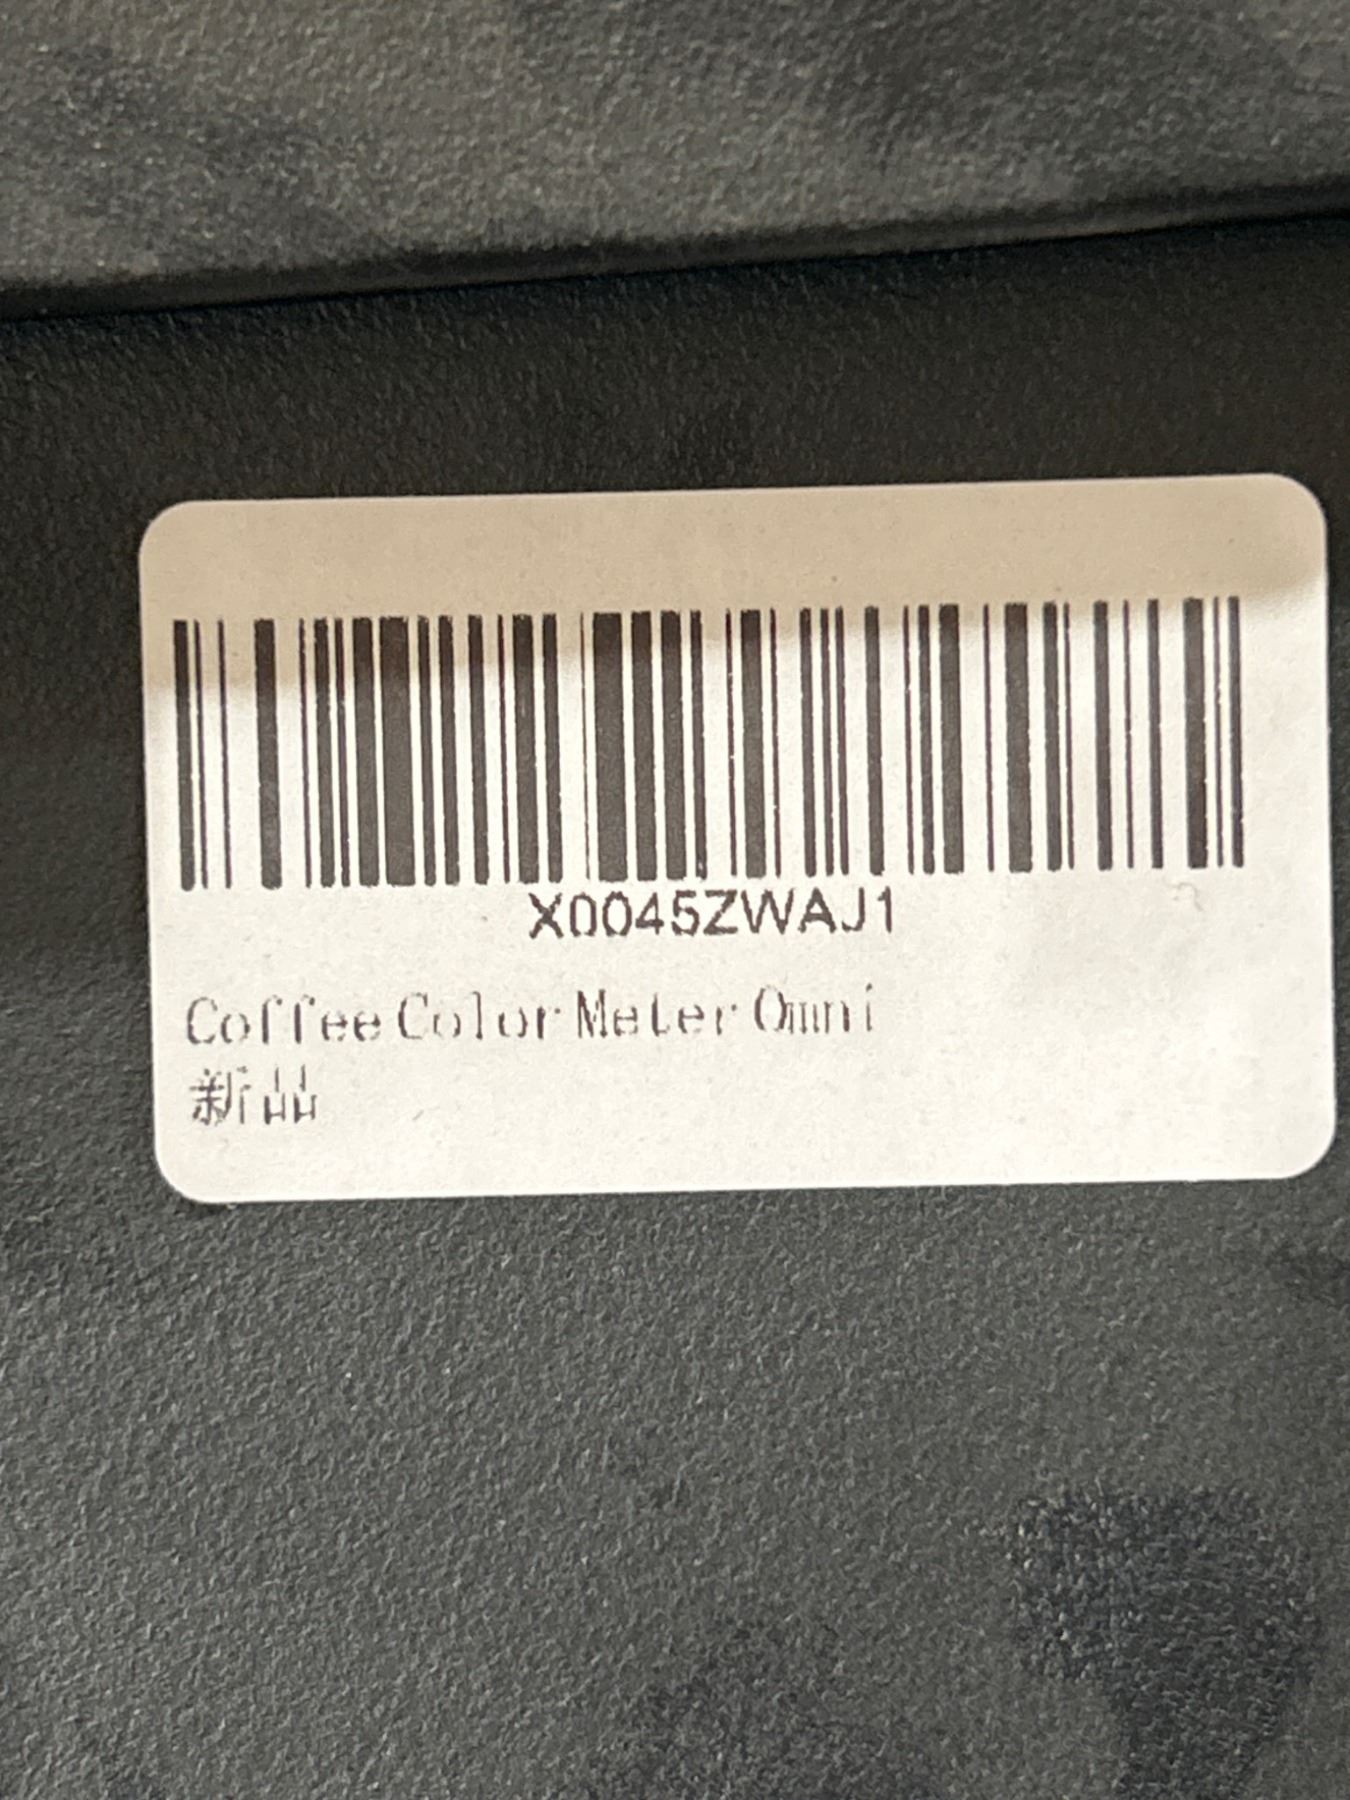 X0045ZWAJ1
Coffee Color Meter Omni
新品